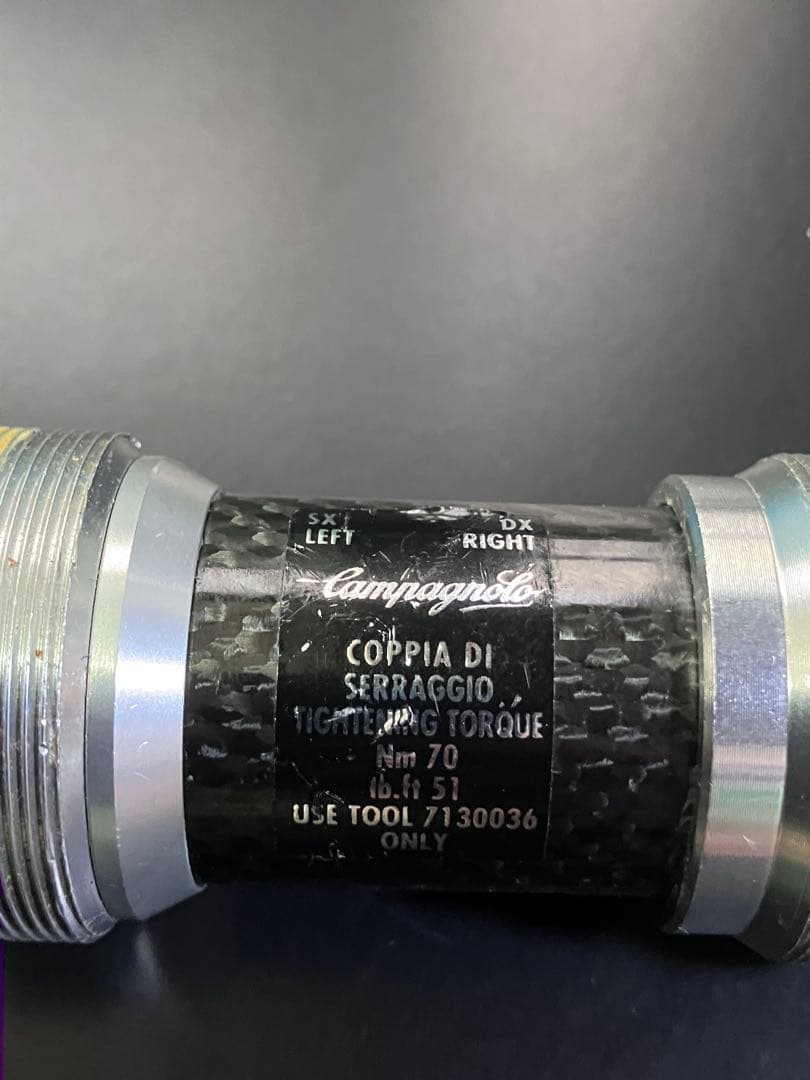 SX DX
LEFT RIGHT
Campagnolo
COPPIA DI
SERRAGGIO
TIGHTENING TORQUE
Nm 70
lb.ft 51
USE TOOL 7130036
ONLY